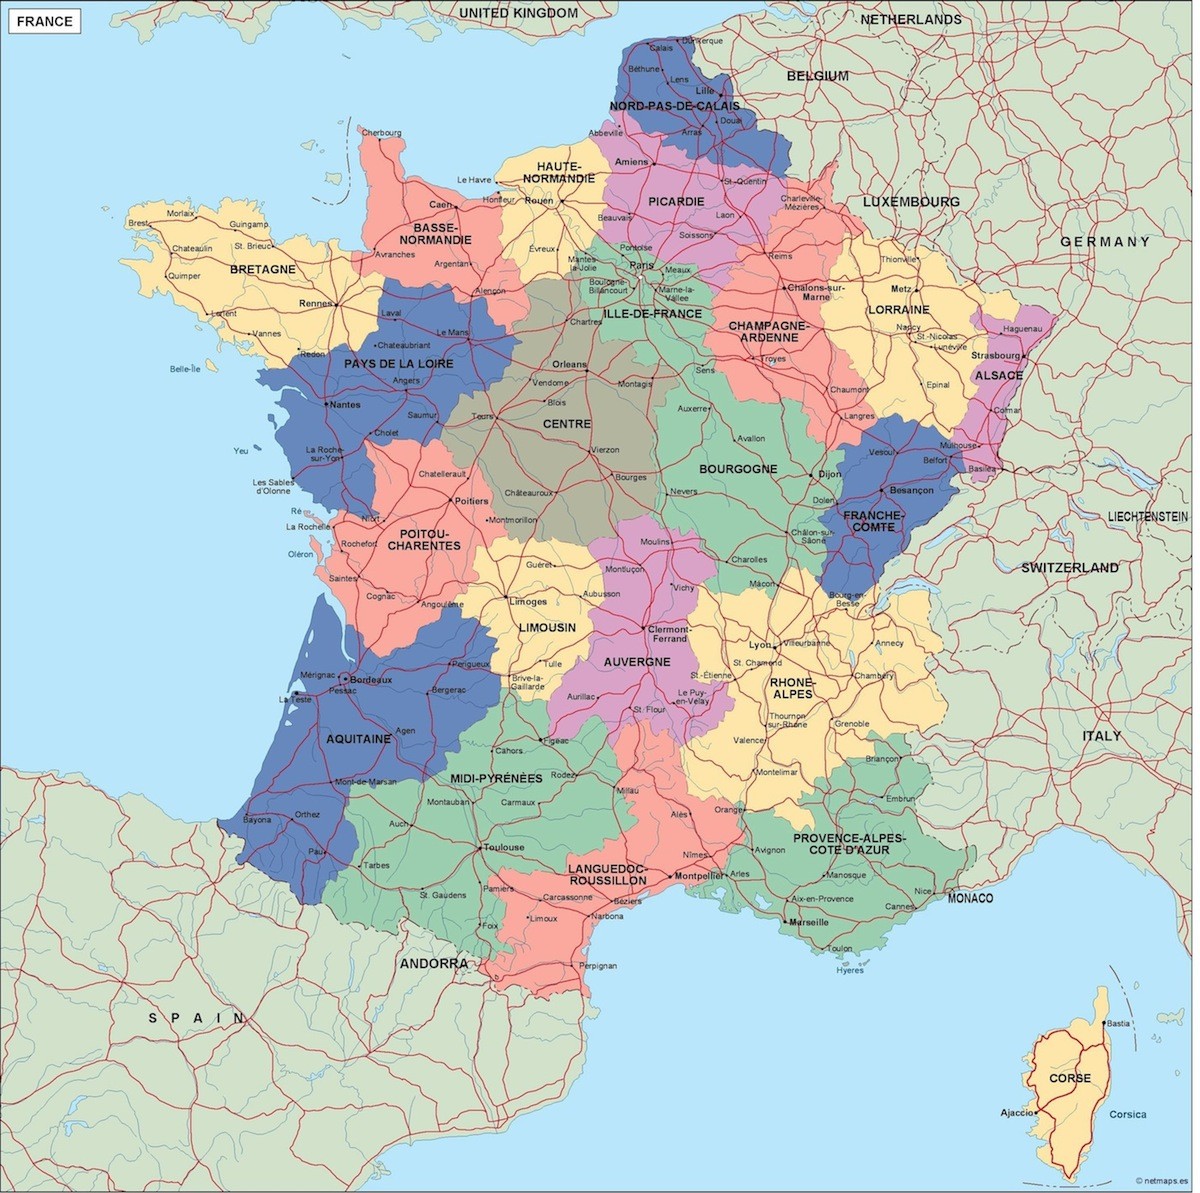 FRANCE
UNITED KINGDOM
NETHERLANDS
BELGIUM
LUXEMBOURG
GERMANY
LIECHTENSTEIN
SWITZERLAND
ITALY
MONACO
ANDORRA
SPAIN
Calais
Dunkerque
Béthune
Lens
Lille
NORD-PAS-DE-CALAIS
Douai
Arras
Abbeville
Amiens
St.-Quentin
PICARDIE
Beauvais
Laon
Soissons
Cherbourg
Le Havre
Honfleur
HAUTE-
NORMANDIE
Rouen
Évreux
Caen
BASSE-
NORMANDIE
Avranches
Argentan
Alençon
Charleville-
Mézières
Reims
Chalons-sur-
Marne
CHAMPAGNE-
ARDENNE
Troyes
Chaumont
Langres
Thionville
Metz
LORRAINE
Nancy
St.-Nicolas
Lunéville
Epinal
Haguenau
Strasbourg
ALSACE
Colmar
Mulhouse
Basilea
Pontoise
Mantes-
la-Jolie
Paris
Meaux
Boulogne-
Billancourt
Marne-la-
Vallee
ILLE-DE-FRANCE
Morlaix
Guingamp
Brest
Chateaulin
St. Brieuc
BRETAGNE
Quimper
Rennes
Lorient
Vannes
Redon
Belle-Île
Laval
Le Mans
Chateaubriant
PAYS DE LA LOIRE
Angers
Nantes
Saumur
Cholet
La Roche-
sur-Yon
Yeu
Les Sables
d'Olonne
Chartres
Orleans
Vendome
Montagis
Blois
Tours
CENTRE
Vierzon
Bourges
Châteauroux
Sens
Auxerre
Avallon
BOURGOGNE
Dijon
Nevers
Châlon-sur-
Saône
Charolles
Mâcon
Vesoul
Belfort
Besançon
Dolen
FRANCHE-
COMTE
Chatellerault
Poitiers
Montmorillon
Ré
Niort
La Rochelle
POITOU-
CHARENTES
Rochefort
Oléron
Saintes
Cognac
Angoulême
Guéret
Aubusson
Limoges
LIMOUSIN
Tulle
Brive-la-
Gaillarde
Moulins
Montluçon
Vichy
Clermont-
Ferrand
AUVERGNE
Aurillac
St. Flour
Le Puy-
en-Velay
Bourg-en-
Besse
Lyon
Villeurbanne
Annecy
St. Chamond
St.-Étienne
Chambéry
RHONE-
ALPES
Thournon
-sur-Rhône
Grenoble
Valence
Montelimar
Périgueux
Mérignac
Bordeaux
Pessac
La Teste
Bergerac
AQUITAINE
Agen
Mont-de-Marsan
Bayona
Orthez
Pau
Figeac
Cahors
MIDI-PYRÉNÈES
Rodez
Millau
Montauban
Carmaux
Auch
Toulouse
Tarbes
St. Gaudens
Pamiers
Foix
Alès
Nîmes
LANGUEDOC-
ROUSSILLON
Montpellier
Carcassonne
Béziers
Limoux
Narbona
Perpignan
Briançon
Embrun
Orange
PROVENCE-ALPES-
COTE D'AZUR
Avignon
Arles
Manosque
Nice
Aix-en-Provence
Cannes
Marseille
Toulon
Hyeres
Bastia
CORSE
Ajaccio
Corsica
© netmaps.es